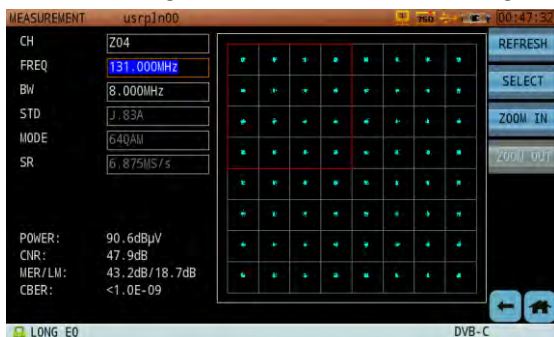 MEASUREMENT usrpIn00 750 00:47:32
CH Z04
FREQ 131.000MHz
BW 8.000MHz
STD J.83A
MODE 64QAM
SR 6.875MS/s
POWER: 90.6dBµV
CNR: 47.9dB
MER/LM: 43.2dB/18.7dB
CBER: <1.0E-09
REFRESH
SELECT
ZOOM IN
ZOOM OUT
LONG EQ DVB-C